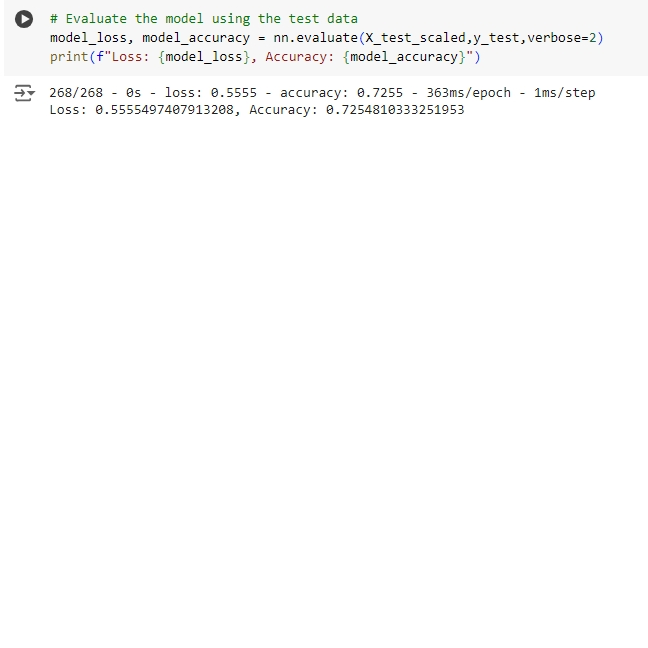 # Evaluate the model using the test data
model_loss, model_accuracy = nn.evaluate(X_test_scaled,y_test,verbose=2)
print(f"Loss: {model_loss}, Accuracy: {model_accuracy}")
268/268 - 0s - loss: 0.5555 - accuracy: 0.7255 - 363ms/epoch - 1ms/step
Loss: 0.5555497407913208, Accuracy: 0.7254810333251953